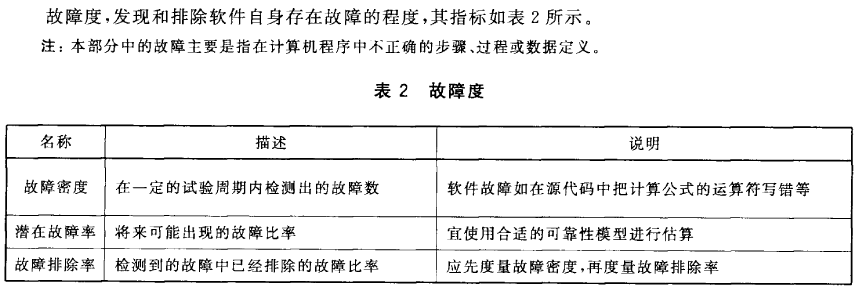 故障度,发现和排除软件自身存在故障的程度,其指标如表 2 所示。
注:本部分中的故障主要是指在计算机程序中不正确的步骤、过程或数据定义。
表 2 故障度
名称 描述 说明
故障密度 在一定的试验周期内检测出的故障数 软件故障如在源代码中把计算公式的运算符写错等
潜在故障率 将来可能出现的故障比率 宜使用合适的可靠性模型进行估算
故障排除率 检测到的故障中已经排除的故障比率 应先度量故障密度,再度量故障排除率